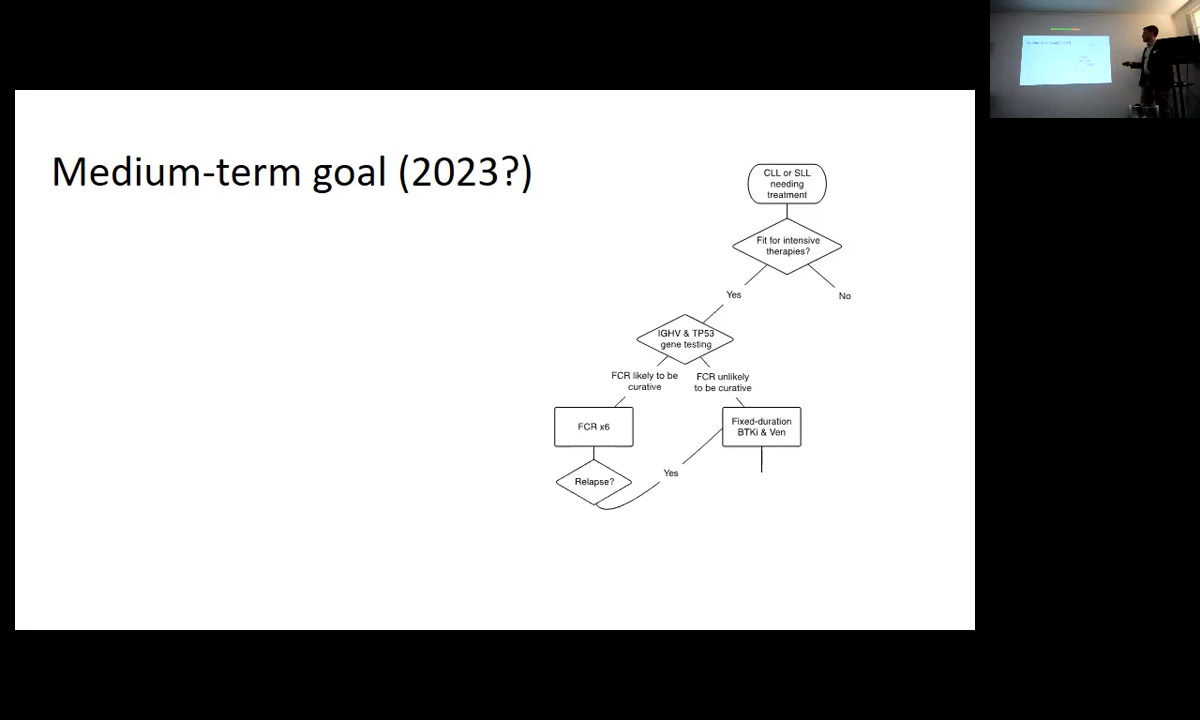 Medium-term goal (2023?)
CLL or SLL
needing
treatment
Fit for intensive
therapies?
Yes
No
IGHV & TP53
gene testing
FCR likely to be
curative
FCR unlikely
to be curative
FCR x6
Fixed-duration
BTKi & Ven
Relapse?
Yes